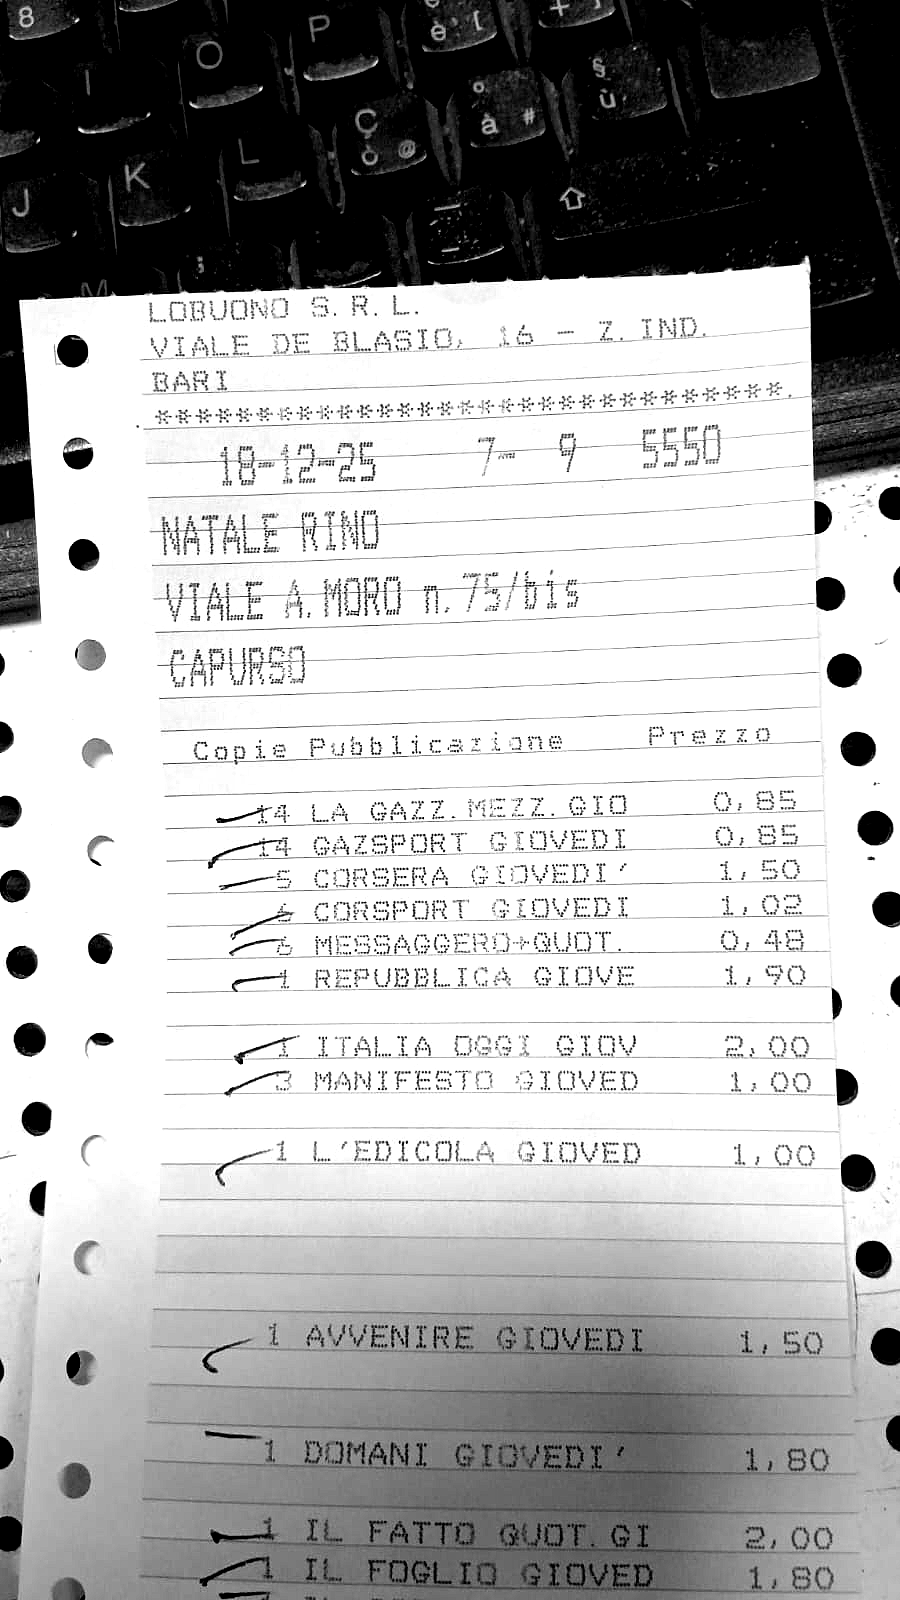 8
I O P è [
+ ]
J K L ç ò @ ° à # § ù
M ; _
LOBUONO S.R.L.
VIALE DE BLASIO, 16 - Z.IND.
BARI
********************************
18-12-25 7- 9 5550
NATALE RINO
VIALE A.MORO n.75/bis
CAPURSO
Copie Pubblicazione Prezzo
14 LA GAZZ.MEZZ.GIO 0,85
14 GAZSPORT GIOVEDI 0,85
5 CORSERA GIOVEDI' 1,50
6 CORSPORT GIOVEDI 1,02
6 MESSAGGERO+QUOT. 0,48
1 REPUBBLICA GIOVE 1,90
1 ITALIA OGGI GIOV 2,00
3 MANIFESTO GIOVED 1,00
1 L'EDICOLA GIOVED 1,00
1 AVVENIRE GIOVEDI 1,50
1 DOMANI GIOVEDI' 1,80
1 IL FATTO QUOT.GI 2,00
1 IL FOGLIO GIOVED 1,80